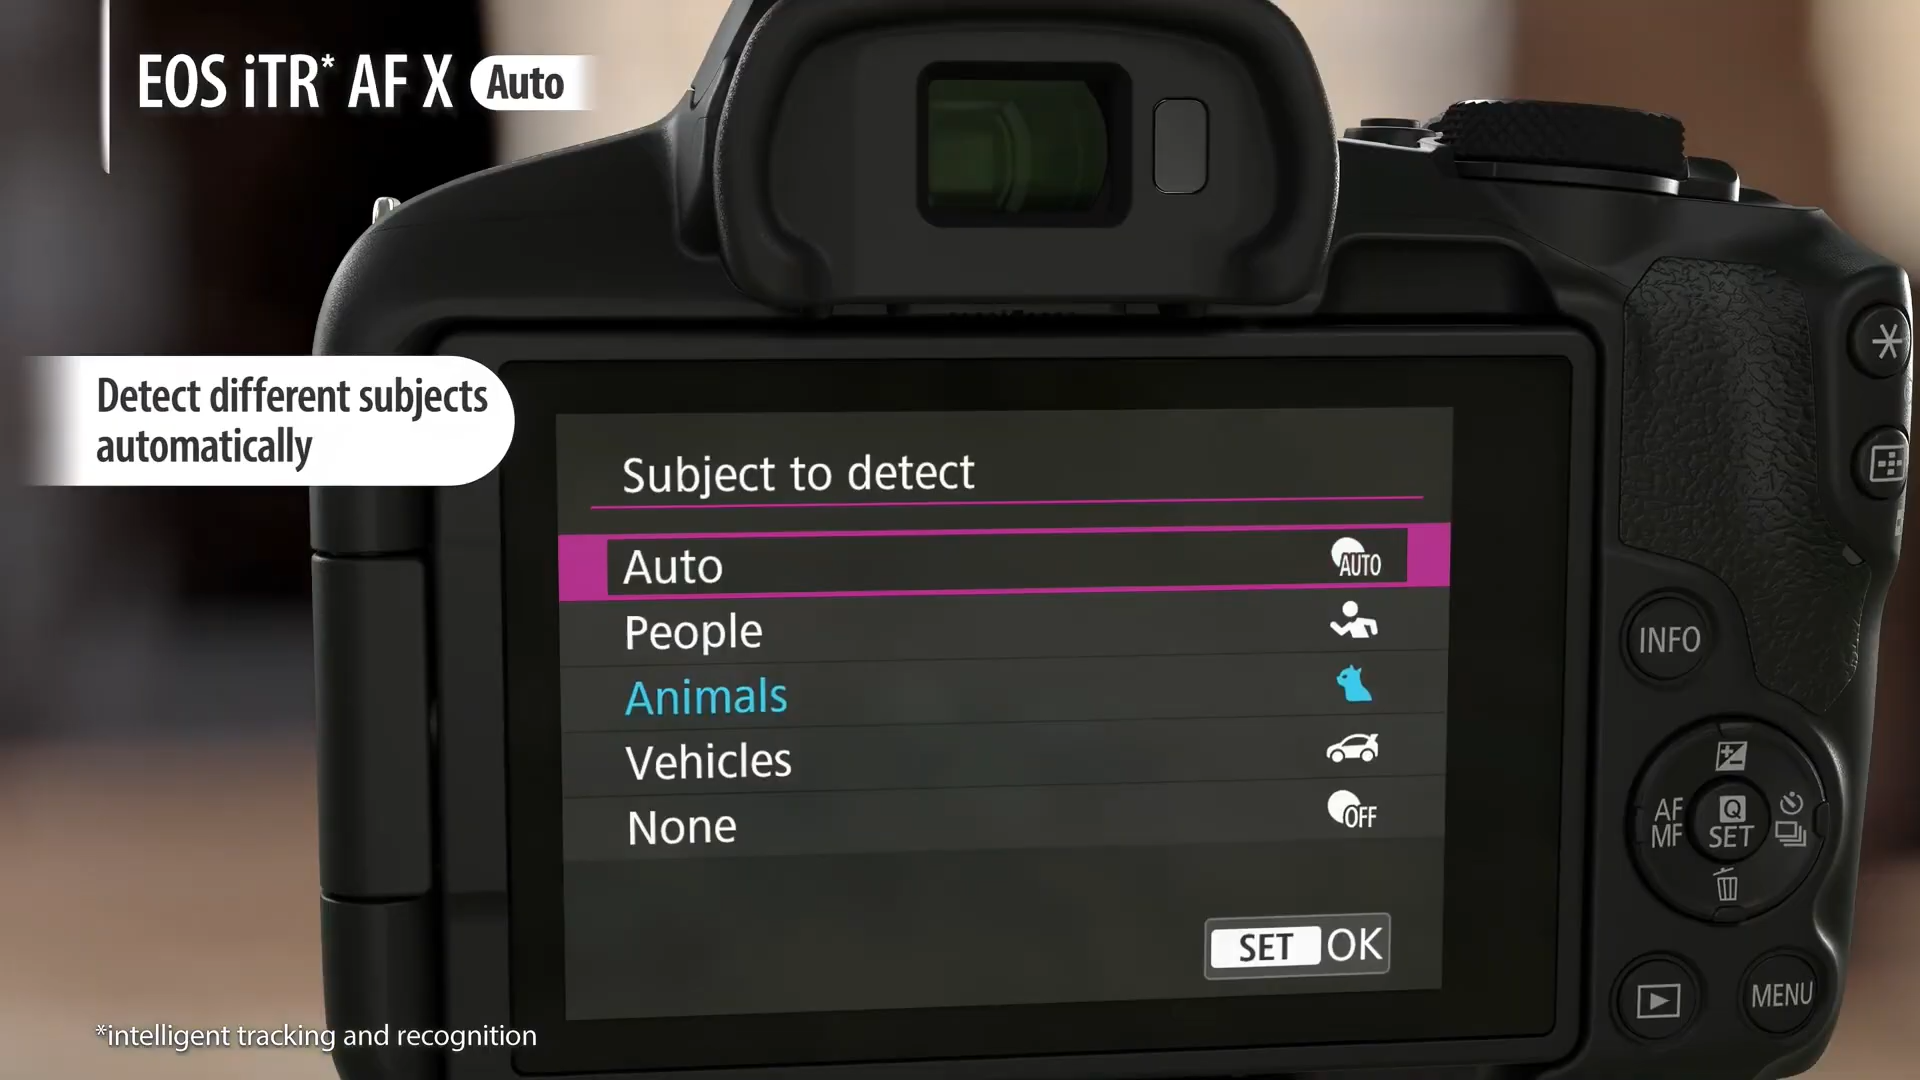 EOS iTR* AF X Auto
Detect different subjects
automatically
Subject to detect
Auto AUTO
People
Animals
Vehicles
None OFF
SET OK
INFO
AF
MF
Q
SET
MENU
*intelligent tracking and recognition